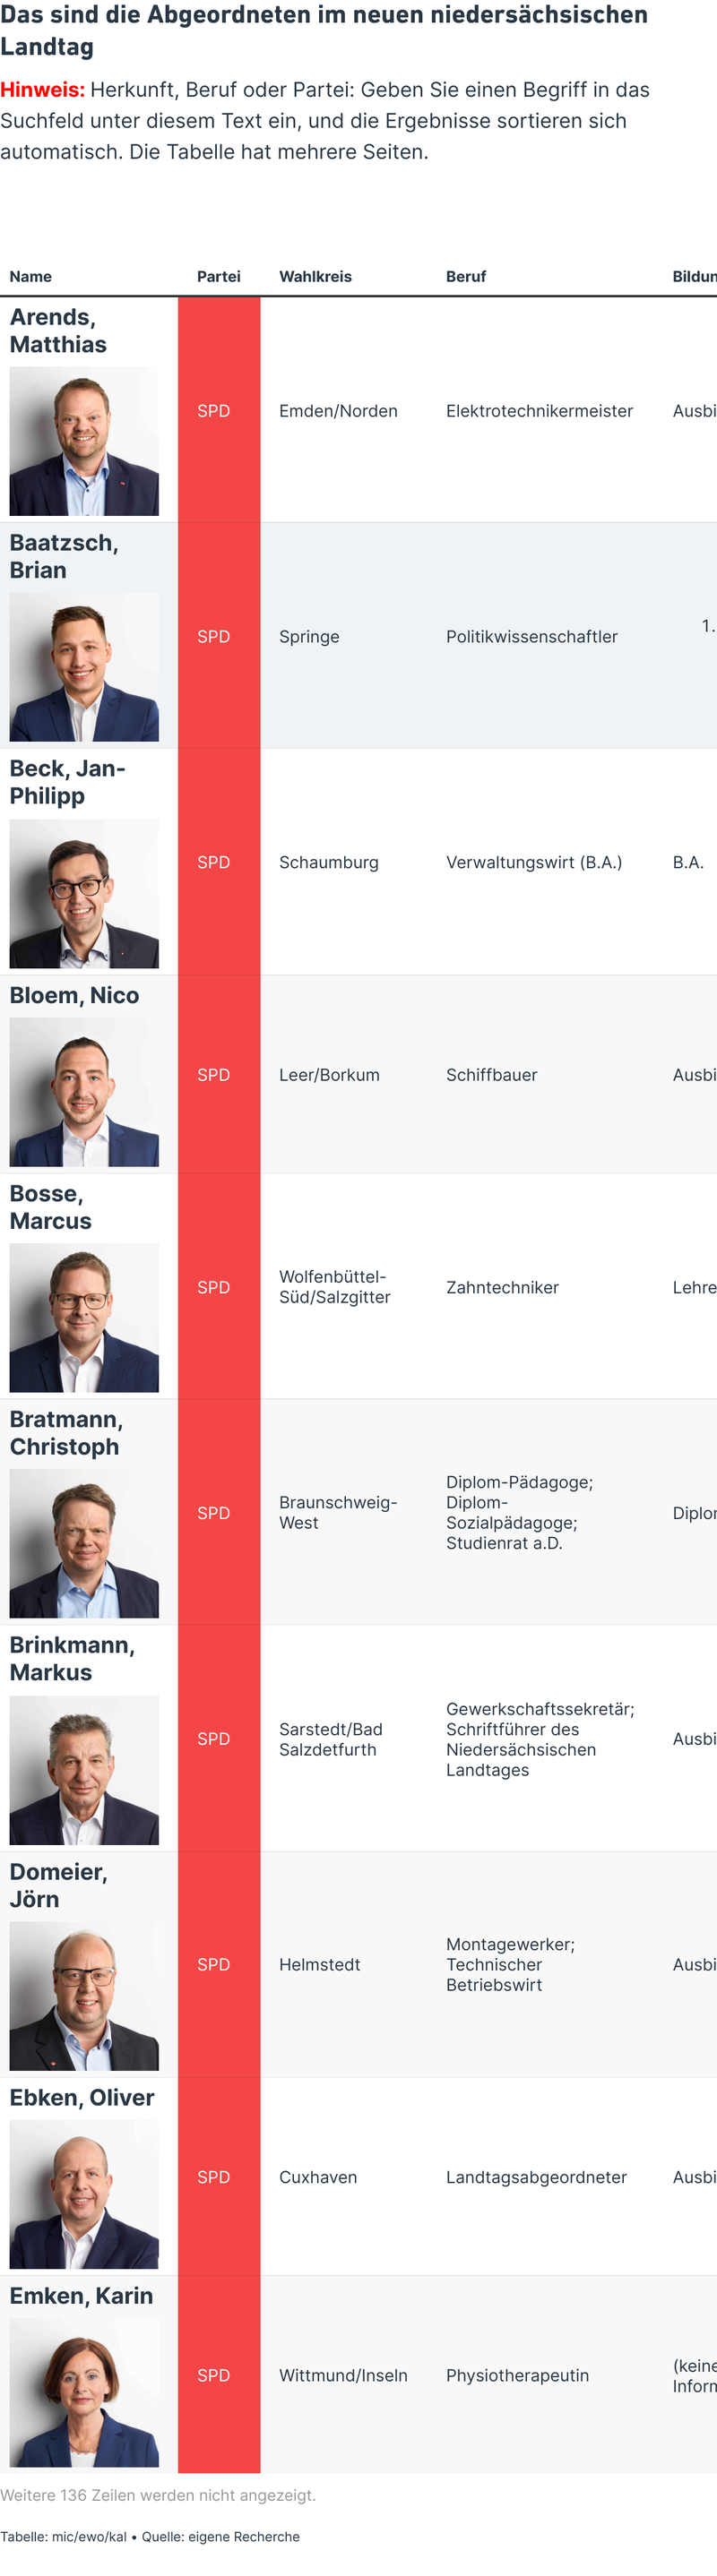 Das sind die Abgeordneten im neuen niedersächsischen
Landtag
Hinweis: Herkunft, Beruf oder Partei: Geben Sie einen Begriff in das
Suchfeld unter diesem Text ein, und die Ergebnisse sortieren sich
automatisch. Die Tabelle hat mehrere Seiten.
Name Partei Wahlkreis Beruf Bildun
Arends,
Matthias
SPD Emden/Norden Elektrotechnikermeister Ausbi
Baatzsch,
Brian
1.
SPD Springe Politikwissenschaftler
Beck, Jan-
Philipp
SPD Schaumburg Verwaltungswirt (B.A.) B.A.
Bloem, Nico
SPD Leer/Borkum Schiffbauer Ausbi
Bosse,
Marcus
SPD
Wolfenbüttel-
Süd/Salzgitter
Zahntechniker Lehre
Bratmann,
Christoph
SPD
Braunschweig-
West
Diplom-Pädagoge;
Diplom-
Sozialpädagoge;
Studienrat a.D.
Diplo
Brinkmann,
Markus
SPD
Sarstedt/Bad
Salzdetfurth
Gewerkschaftssekretär;
Schriftführer des
Niedersächsischen
Landtages
Ausbi
Domeier,
Jörn
SPD Helmstedt
Montagewerker;
Technischer
Betriebswirt
Ausbi
Ebken, Oliver
SPD Cuxhaven Landtagsabgeordneter Ausbi
Emken, Karin
SPD Wittmund/Inseln Physiotherapeutin
(keine
Inform
Weitere 136 Zeilen werden nicht angezeigt.
Tabelle: mic/ewo/kal • Quelle: eigene Recherche